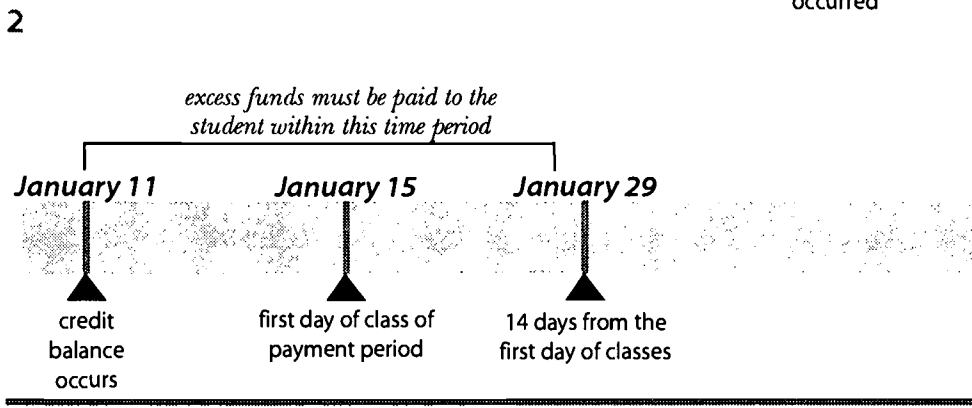 occurred
2
excess funds must be paid to the
student within this time period
January 11 January 15 January 29
credit
balance
occurs
first day of class of
payment period
14 days from the
first day of classes